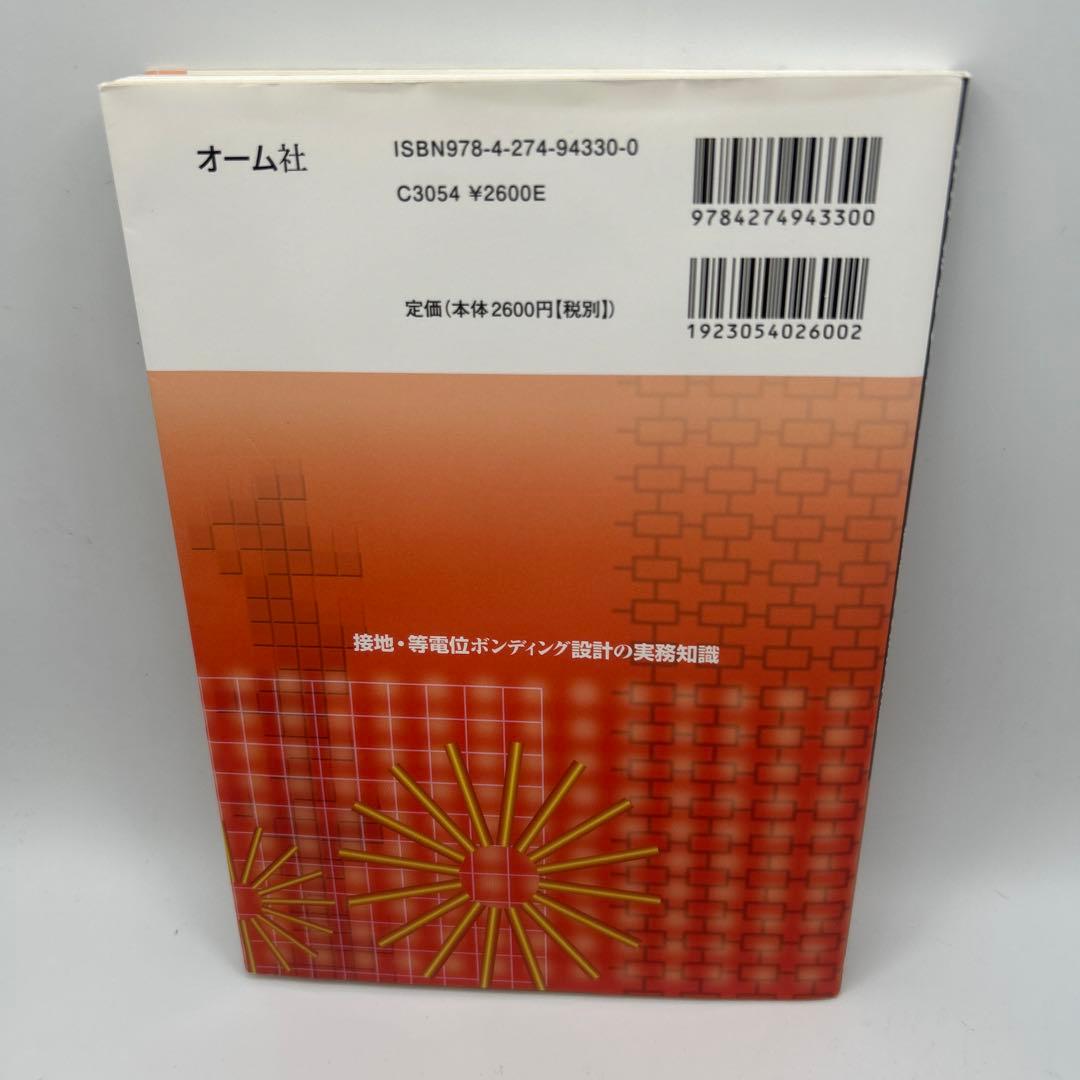 オーム社
ISBN978-4-274-94330-0
C3054 ¥2600E
定価(本体2600円【税別】)
9784274943300
1923054026002
接地・等電位ボンディング設計の実務知識